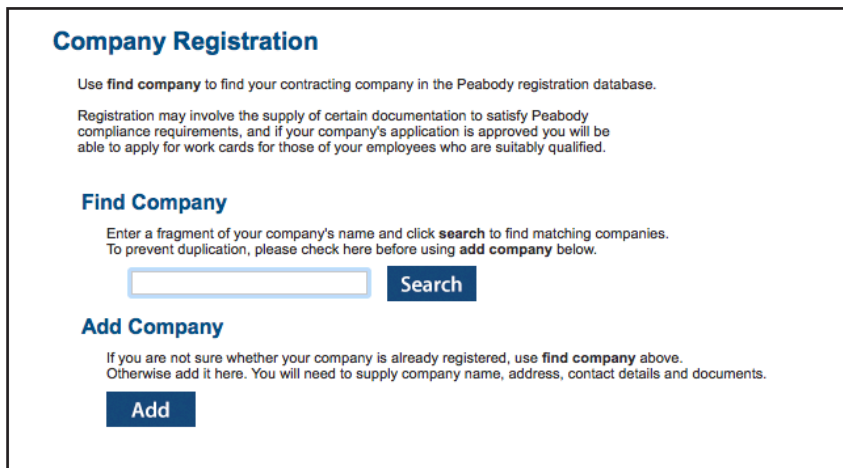 Company Registration
Use find company to find your contracting company in the Peabody registration database.
Registration may involve the supply of certain documentation to satisfy Peabody
compliance requirements, and if your company's application is approved you will be
able to apply for work cards for those of your employees who are suitably qualified.
Find Company
Enter a fragment of your company's name and click search to find matching companies.
To prevent duplication, please check here before using add company below.
Search
Add Company
If you are not sure whether your company is already registered, use find company above.
Otherwise add it here. You will need to supply company name, address, contact details and documents.
Add